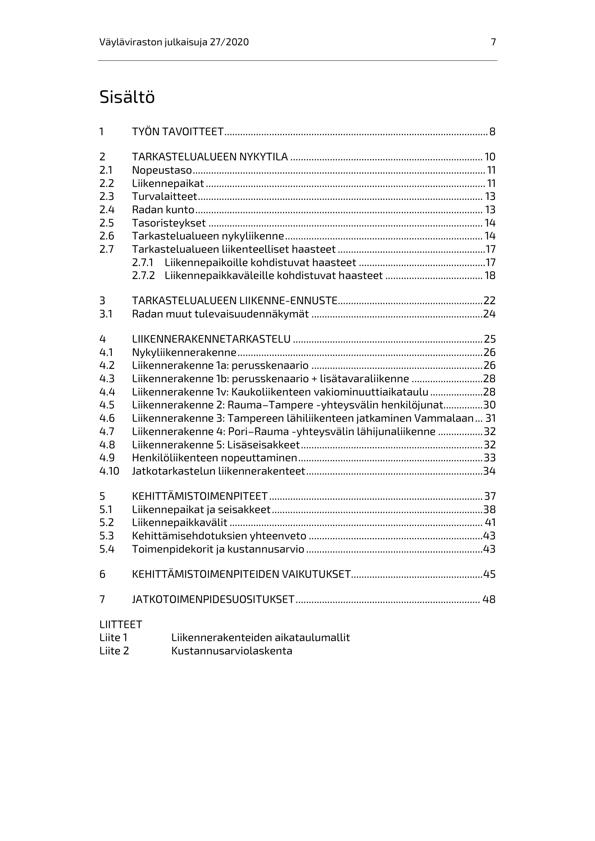 Väyläviraston julkaisuja 27/2020 7
Sisältö
1 TYÖN TAVOITTEET........................................................................................8
2 TARKASTELUALUEEN NYKYTILA ................................................................ 10
2.1 Nopeustaso.................................................................................................. 11
2.2 Liikennepaikat ............................................................................................. 11
2.3 Turvalaitteet................................................................................................ 13
2.4 Radan kunto................................................................................................ 13
2.5 Tasoristeykset ............................................................................................ 14
2.6 Tarkastelualueen nykyliikenne.................................................................. 14
2.7 Tarkastelualueen liikenteelliset haasteet .................................................17
2.7.1 Liikennepaikoille kohdistuvat haasteet ..........................................17
2.7.2 Liikennepaikkaväleille kohdistuvat haasteet ................................. 18
3 TARKASTELUALUEEN LIIKENNE-ENNUSTE................................................22
3.1 Radan muut tulevaisuudennäkymät .........................................................24
4 LIIKENNERAKENNETARKASTELU ...............................................................25
4.1 Nykyliikennerakenne..................................................................................26
4.2 Liikennerakenne 1a: perusskenaario .........................................................26
4.3 Liikennerakenne 1b: perusskenaario + lisätavaraliikenne ........................28
4.4 Liikennerakenne 1v: Kaukoliikenteen vakiominuuttiaikataulu ..................28
4.5 Liikennerakenne 2: Rauma–Tampere -yhteysvälin henkilöjunat.............30
4.6 Liikennerakenne 3: Tampereen lähiliikenteen jatkaminen Vammalaan... 31
4.7 Liikennerakenne 4: Pori–Rauma -yhteysvälin lähijunaliikenne ...............32
4.8 Liikennerakenne 5: Lisäseisakkeet.............................................................32
4.9 Henkilöliikenteen nopeuttaminen..............................................................33
4.10 Jatkotarkastelun liikennerakenteet...........................................................34
5 KEHITTÄMISTOIMENPITEET .......................................................................37
5.1 Liikennepaikat ja seisakkeet......................................................................38
5.2 Liikennepaikkavälit .................................................................................... 41
5.3 Kehittämisehdotuksien yhteenveto ..........................................................43
5.4 Toimenpidekorit ja kustannusarvio ...........................................................43
6 KEHITTÄMISTOIMENPITEIDEN VAIKUTUKSET............................................45
7 JATKOTOIMENPIDESUOSITUKSET.............................................................. 48
LIITTEET
Liite 1 Liikennerakenteiden aikataulumallit
Liite 2 Kustannusarviolaskenta